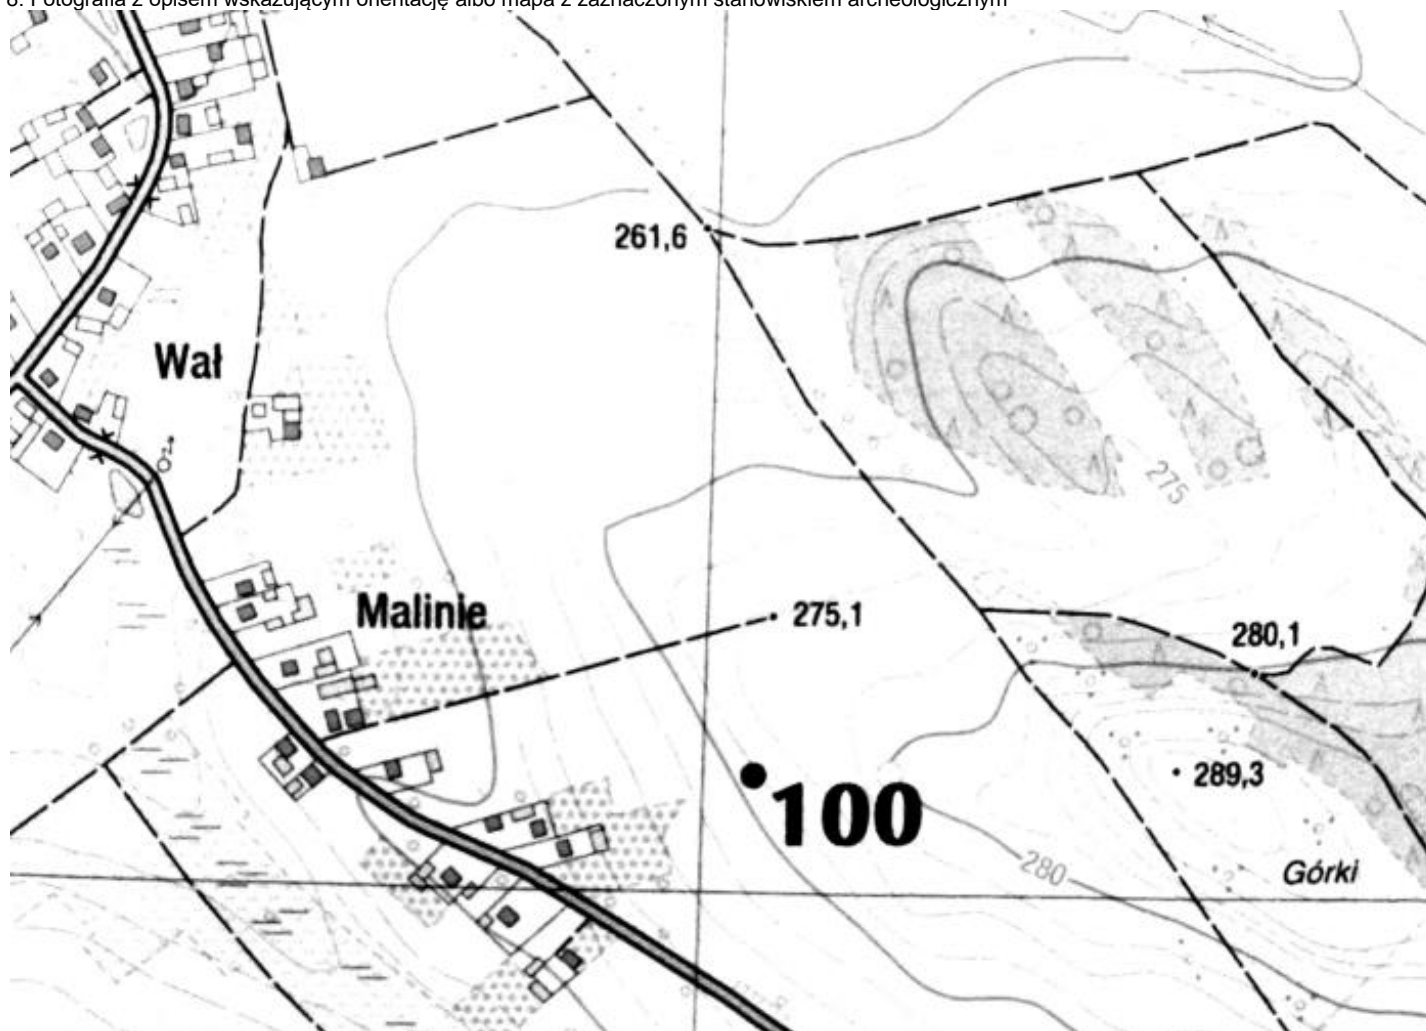 8. Fotografia z opisem wskazującym orientację albo mapa z zaznaczonym stanowiskiem archeologicznym
261,6
Wał
275
Malinie
275,1
280,1
289,3
100
280
Górki